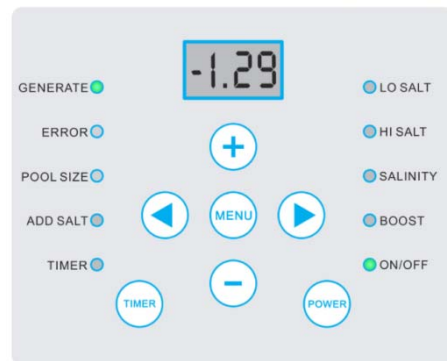 -1.29
GENERATE
LO SALT
ERROR
HI SALT
POOL SIZE
MENU
SALINITY
ADD SALT
BOOST
TIMER
ON/OFF
TIMER
POWER